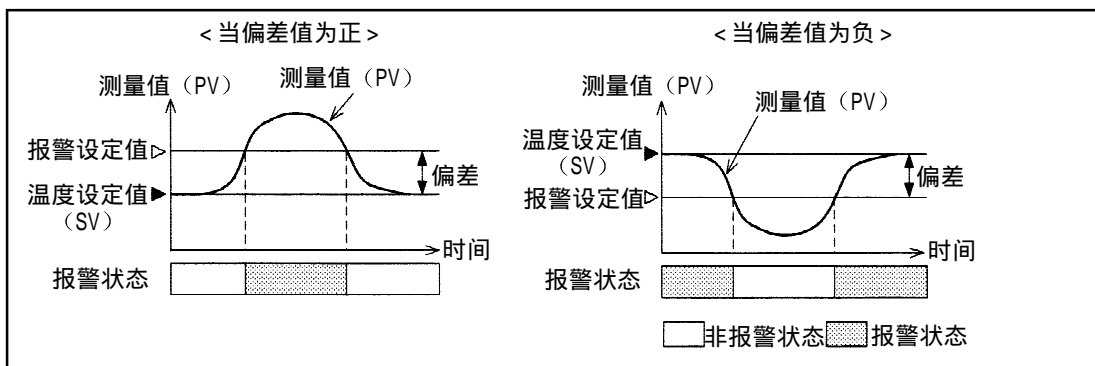 <当偏差值为正>
测量值（PV）
测量值（PV）
报警设定值
偏差
温度设定值
（SV）
时间
报警状态
<当偏差值为负>
测量值（PV）
测量值（PV）
温度设定值
（SV）
偏差
报警设定值
时间
报警状态
非报警状态
报警状态